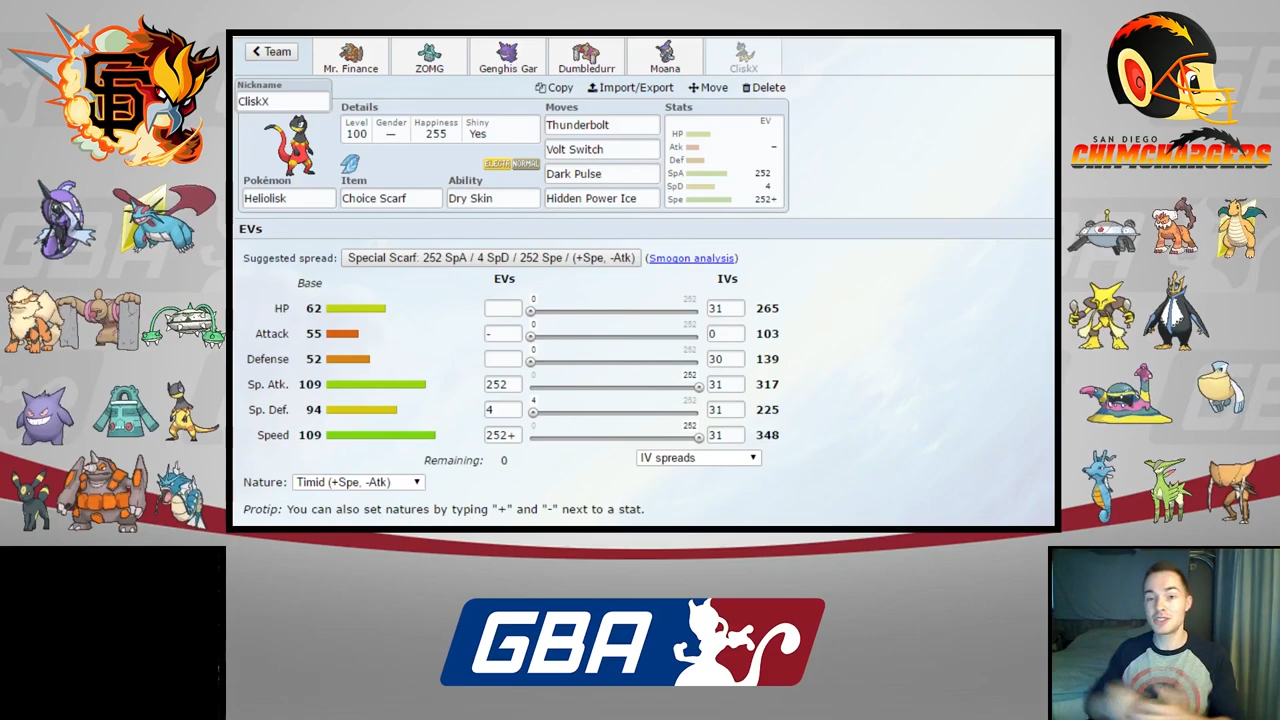 SF
SAN DIEGO
CHIMCHARGERS
< Team
Mr. Finance
ZOMG
Genghis Gar
Dumbledurr
Moana
CliskX
Copy Import/Export Move Delete
Nickname
CliskX
Details
Level Gender Happiness Shiny
100 — 255 Yes
ELECTR NORMAL
Pokémon Item Ability
Heliolisk Choice Scarf Dry Skin
Moves
Thunderbolt
Volt Switch
Dark Pulse
Hidden Power Ice
Stats
EV
HP
Atk -
Def
SpA 252
SpD 4
Spe 252+
EVs
Suggested spread: Special Scarf: 252 SpA / 4 SpD / 252 Spe / (+Spe, -Atk) (Smogon analysis)
Base EVs IVs
HP 62 0 252 31 265
Attack 55 - 0 252 0 103
Defense 52 0 252 30 139
Sp. Atk. 109 252 0 252 31 317
Sp. Def. 94 4 4 252 31 225
Speed 109 252+ 0 252 31 348
Remaining: 0 IV spreads
Nature: Timid (+Spe, -Atk)
Protip: You can also set natures by typing "+" and "-" next to a stat.
GBA